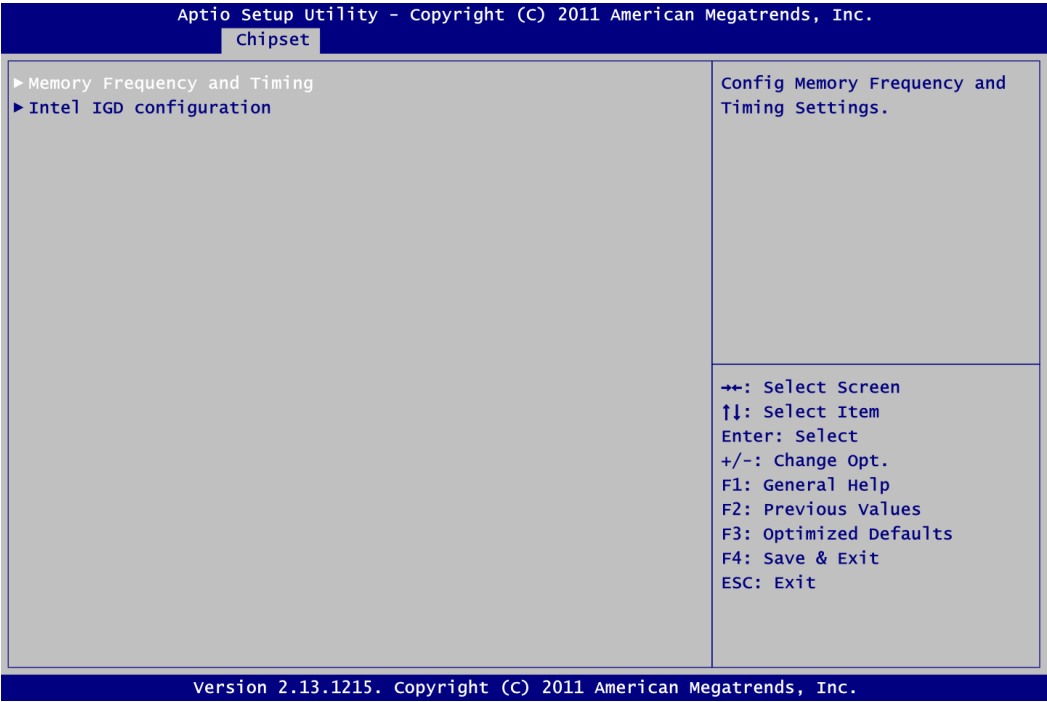 Aptio Setup Utility – Copyright (C) 2011 American Megatrends, Inc.
Chipset
▶ Memory Frequency and Timing
▶ Intel IGD configuration
Config Memory Frequency and
Timing Settings.
→←: Select Screen
↑↓: Select Item
Enter: Select
+/-: Change Opt.
F1: General Help
F2: Previous Values
F3: Optimized Defaults
F4: Save & Exit
ESC: Exit
Version 2.13.1215. Copyright (C) 2011 American Megatrends, Inc.